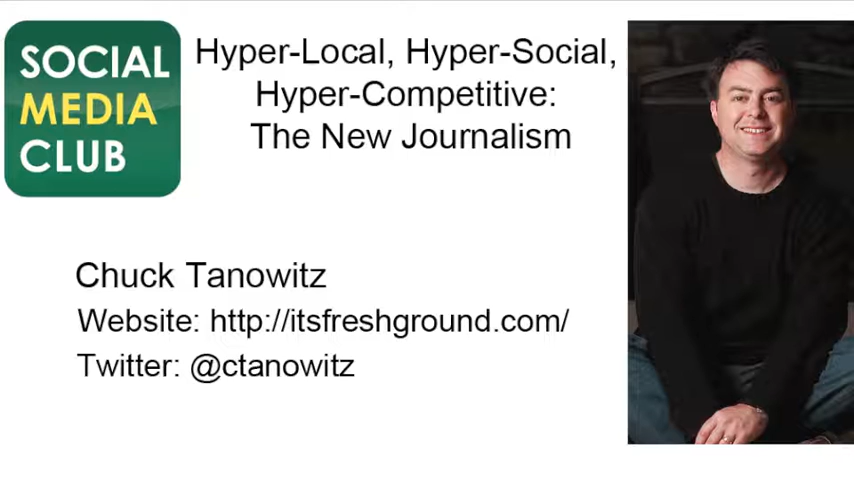 SOCIAL
MEDIA
CLUB
Hyper-Local, Hyper-Social,
Hyper-Competitive:
The New Journalism
Chuck Tanowitz
Website: http://itsfreshground.com/
Twitter: @ctanowitz